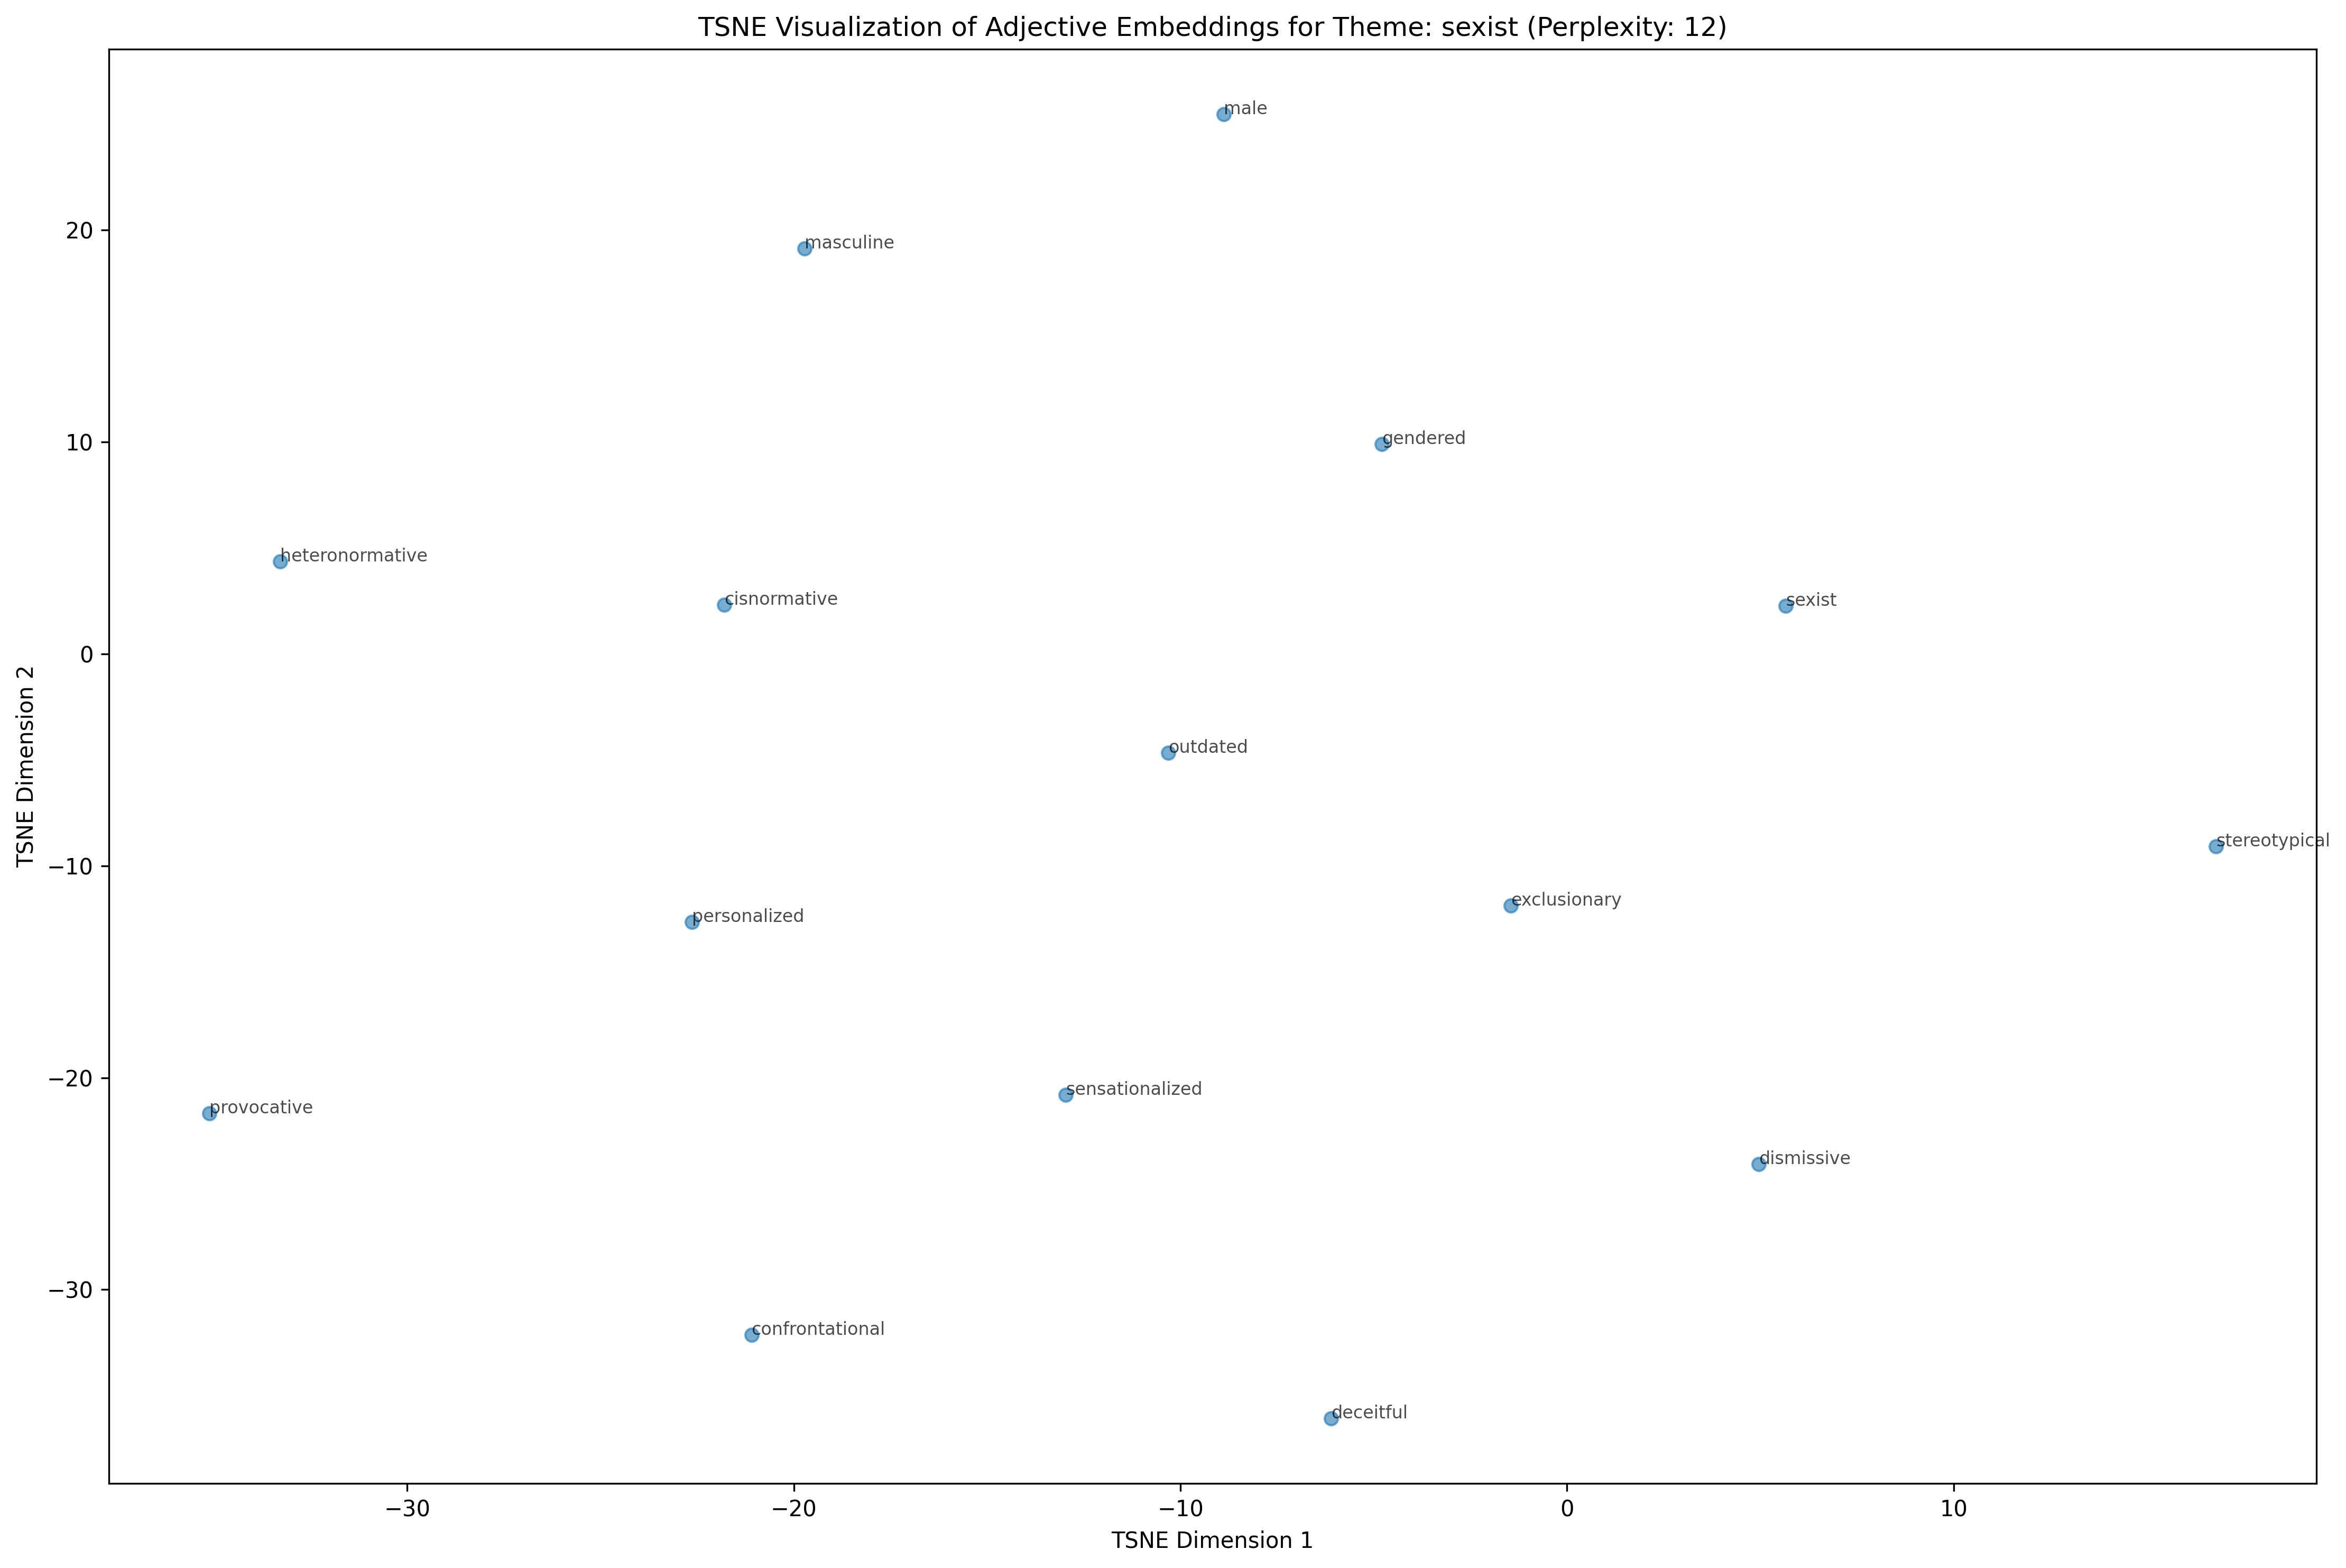 TSNE Visualization of Adjective Embeddings for Theme: sexist (Perplexity: 12)
male
20
masculine
10
gendered
heteronormative
cisnormative
sexist
0
outdated
TSNE Dimension 2
stereotypical
−10
exclusionary
personalized
−20
sensationalized
provocative
dismissive
−30
confrontational
deceitful
−30
−20
−10
0
10
TSNE Dimension 1